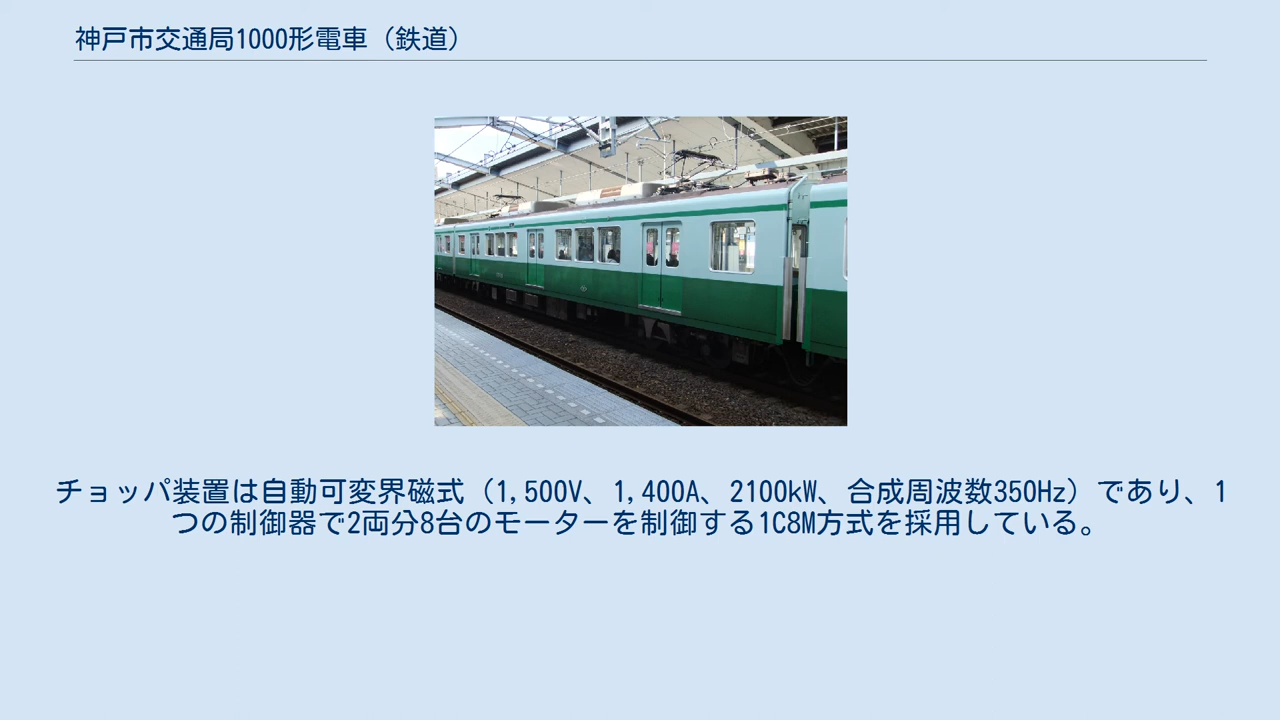 神戸市交通局1000形電車（鉄道）
チョッパ装置は自動可変界磁式（1,500V、1,400A、2100kW、合成周波数350Hz）であり、1
つの制御器で2両分8台のモーターを制御する1C8M方式を採用している。